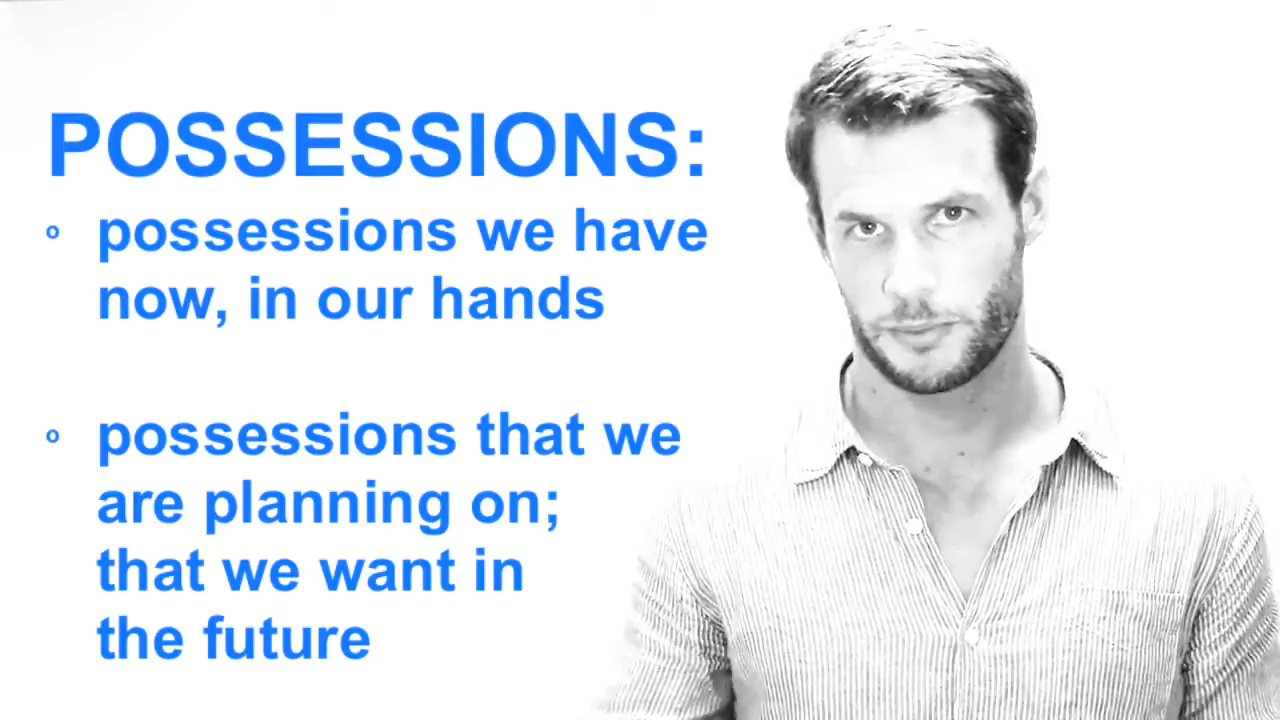 POSSESSIONS:
◦ possessions we have
now, in our hands
◦ possessions that we
are planning on;
that we want in
the future